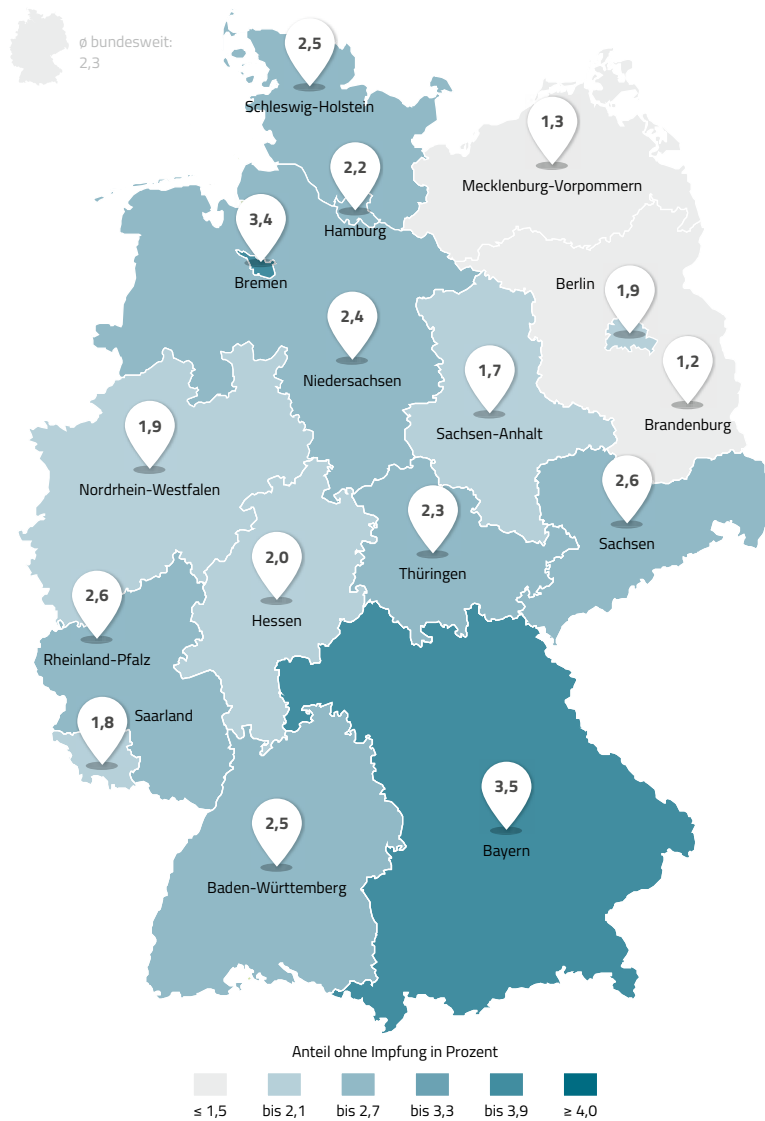 ø bundesweit:
2,3
2,5
Schleswig-Holstein
1,3
Mecklenburg-Vorpommern
2,2
Hamburg
3,4
Bremen
Berlin
1,9
2,4
Niedersachsen
1,7
Sachsen-Anhalt
1,2
Brandenburg
1,9
Nordrhein-Westfalen
2,6
Sachsen
2,3
Thüringen
2,0
Hessen
2,6
Rheinland-Pfalz
1,8
Saarland
3,5
Bayern
2,5
Baden-Württemberg
Anteil ohne Impfung in Prozent
≤ 1,5 bis 2,1 bis 2,7 bis 3,3 bis 3,9 ≥ 4,0